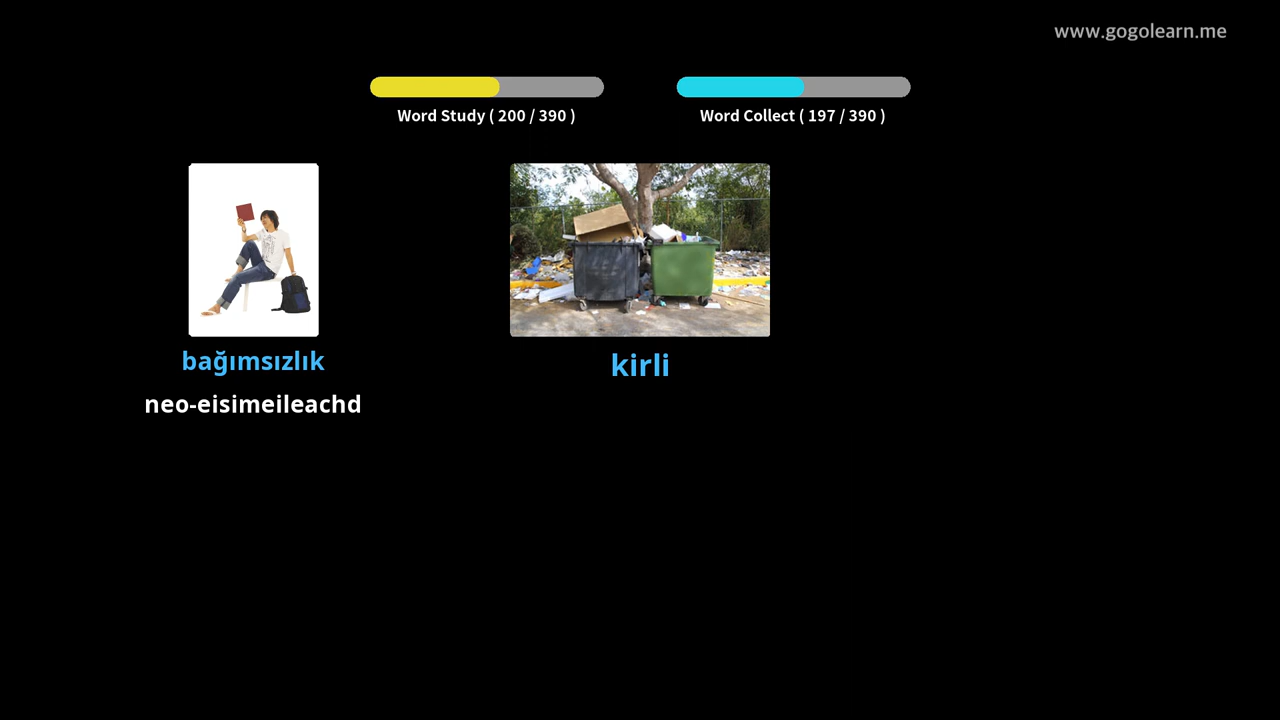 www.gogolearn.me
Word Study ( 200 / 390 )
Word Collect ( 197 / 390 )
bağımsızlık
neo-eisimeileachd
kirli